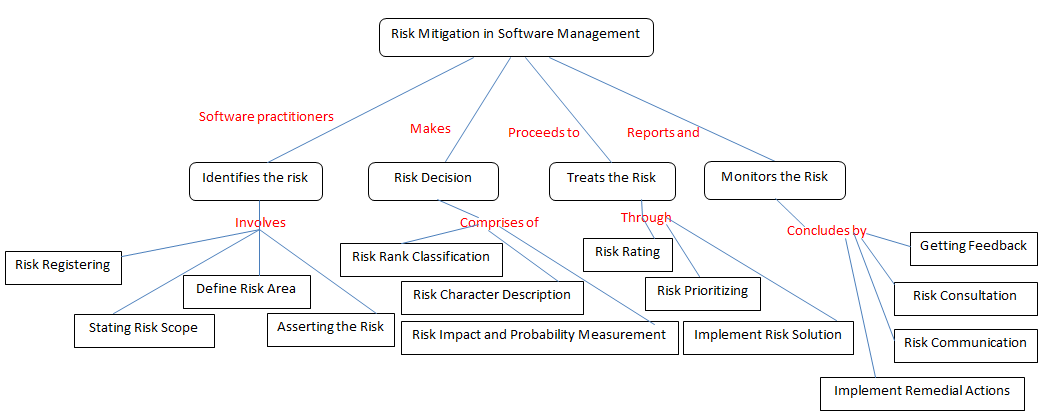 Risk Mitigation in Software Management
Software practitioners
Makes
Proceeds to
Reports and
Identifies the risk
Risk Decision
Treats the Risk
Monitors the Risk
Involves
Comprises of
Through
Concludes by
Risk Registering
Define Risk Area
Stating Risk Scope
Asserting the Risk
Risk Rank Classification
Risk Character Description
Risk Impact and Probability Measurement
Risk Rating
Risk Prioritizing
Implement Risk Solution
Getting Feedback
Risk Consultation
Risk Communication
Implement Remedial Actions